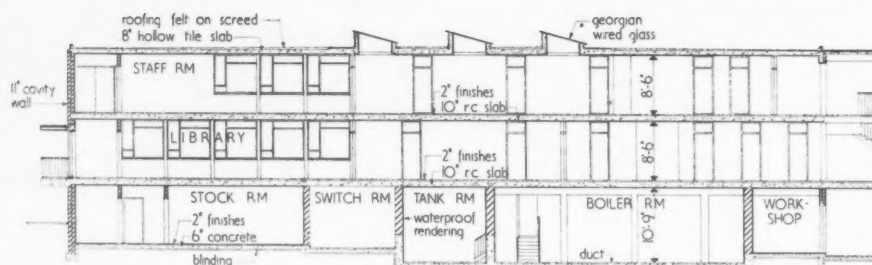 roofing felt on screed
8" hollow tile slab
georgian
wired glass
STAFF RM
11" cavity
wall
2" finishes
10" rc slab
8'-6"
LIBRARY
2" finishes
10" rc slab
8'-6"
STOCK RM
SWITCH RM
TANK RM
BOILER RM
WORK-
SHOP
2" finishes
6" concrete
blinding
waterproof
rendering
10'-9"
duct